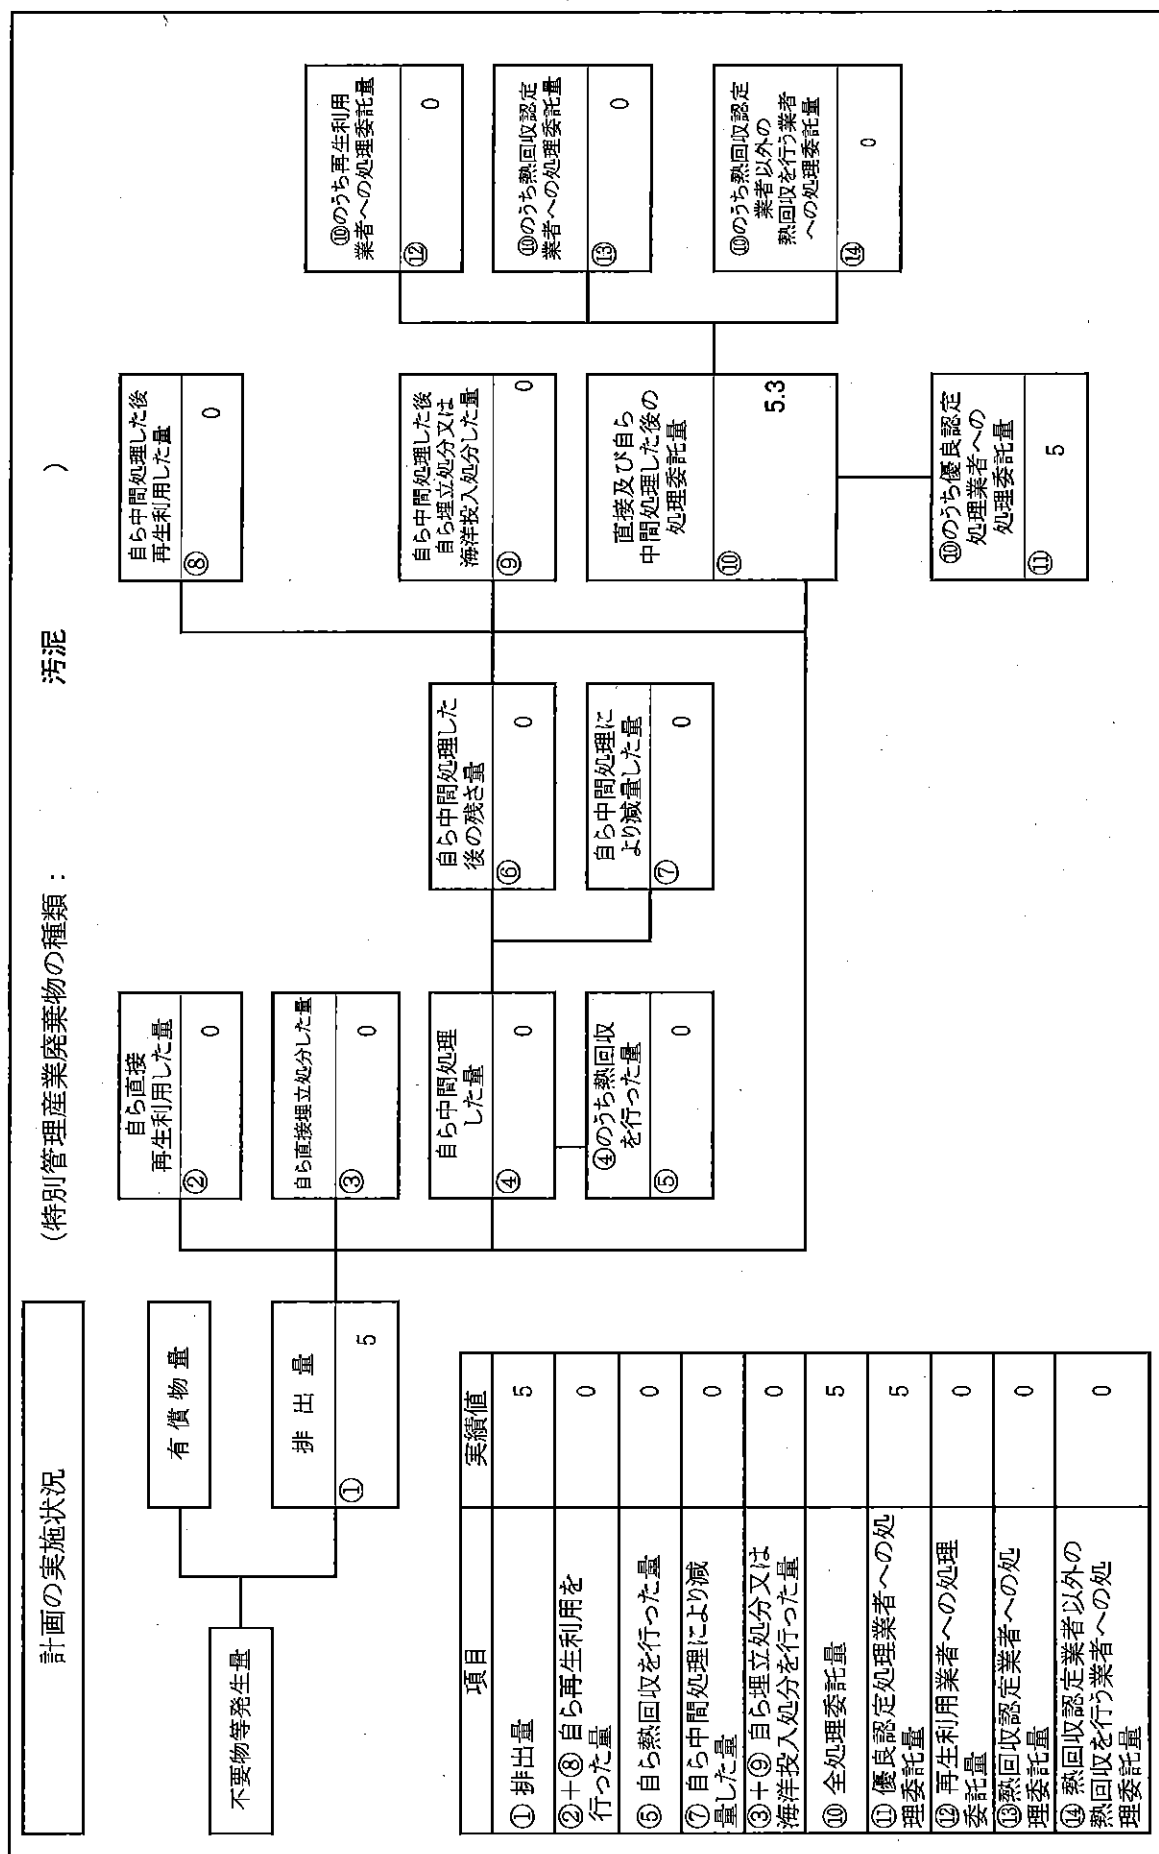 計画の実施状況
(特別管理産業廃棄物の種類：　汚泥　)
不要物等発生量
有償物量
排出量
① 5
自ら直接
再生利用した量
② 0
自ら直接埋立処分した量
③ 0
自ら中間処理
した量
④ 0
④のうち熱回収
を行った量
⑤ 0
自ら中間処理した
後の残さ量
⑥ 0
自ら中間処理に
より減量した量
⑦ 0
自ら中間処理した後
再生利用した量
⑧ 0
自ら中間処理した後
自ら埋立処分又は
海洋投入処分した量
⑨ 0
直接及び自ら
中間処理した後の
処理委託量
⑩ 5.3
⑩のうち優良認定
処理業者への
処理委託量
⑪ 5
⑩のうち再生利用
業者への処理委託量
⑫ 0
⑩のうち熱回収認定
業者への処理委託量
⑬ 0
⑩のうち熱回収認定
業者以外の
熱回収を行う業者
への処理委託量
⑭ 0
項目 実績値
①排出量 5
②＋⑧ 自ら再生利用を
行った量 0
⑤ 自ら熱回収を行った量 0
⑦ 自ら中間処理により減
量した量 0
③＋⑨ 自ら埋立処分又は
海洋投入処分を行った量 0
⑩ 全処理委託量 5
⑪ 優良認定処理業者への処
理委託量 5
⑫ 再生利用業者への処理
委託量 0
⑬熱回収認定業者への処
理委託量 0
⑭ 熱回収認定業者以外の
熱回収を行う業者への処
理委託量 0